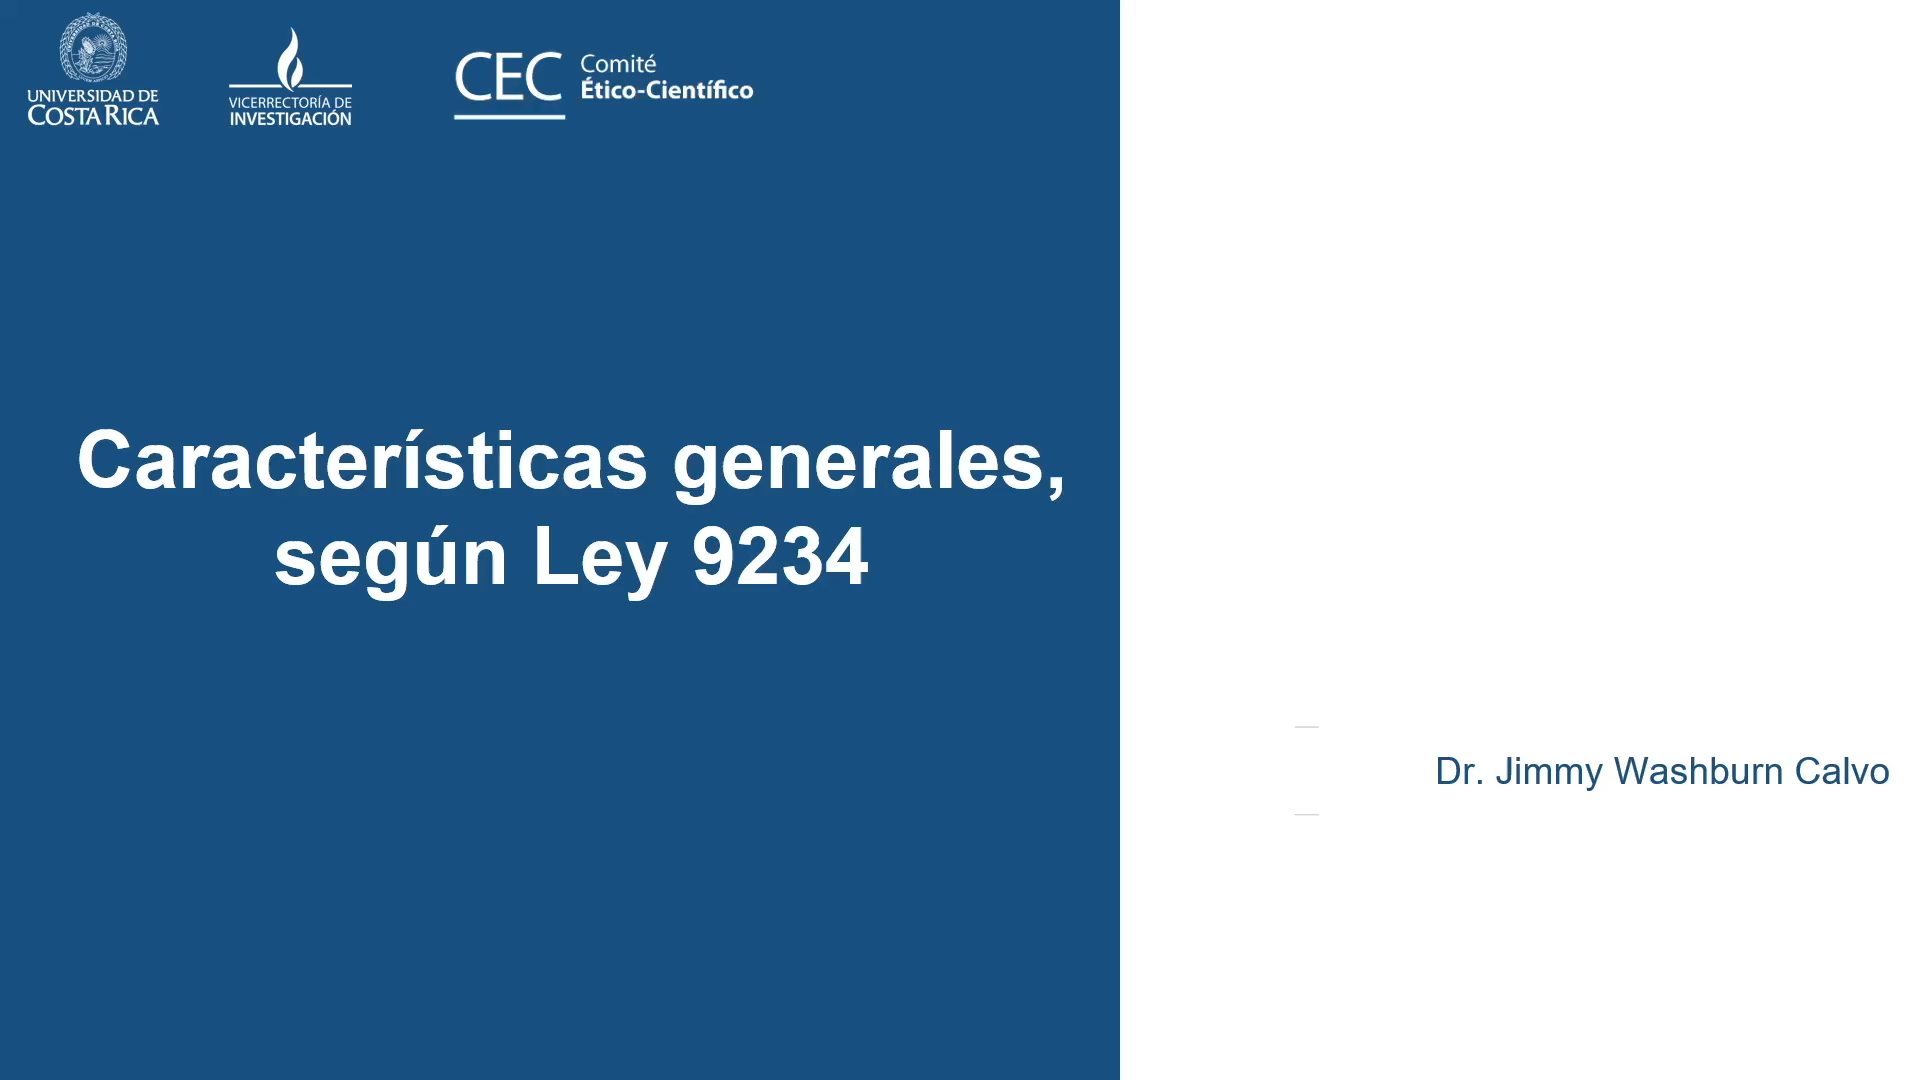 UNIVERSIDAD DE
COSTA RICA
VICERRECTORÍA DE
INVESTIGACIÓN
CEC
Comité
Ético-Científico
Características generales,
según Ley 9234
Dr. Jimmy Washburn Calvo